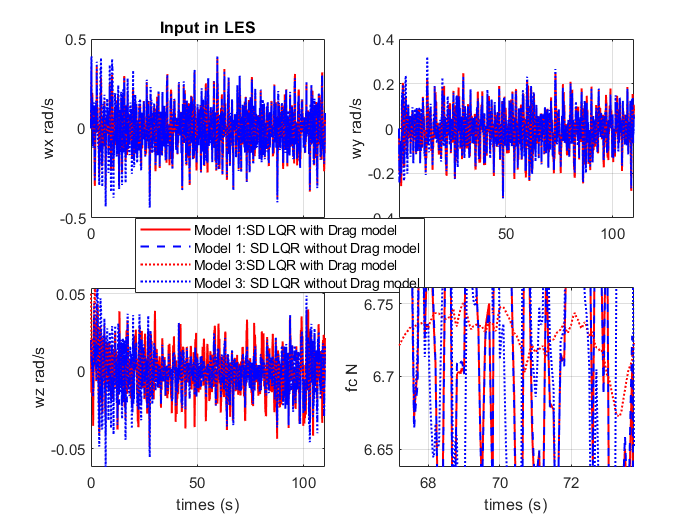 Input in LES
0.5
0
-0.5
wx rad/s
0
0.4
0.2
0
-0.2
-0.4
wy rad/s
50
100
Model 1:SD LQR with Drag model
Model 1: SD LQR without Drag model
Model 3:SD LQR with Drag model
Model 3: SD LQR without Drag model
0.05
0
-0.05
wz rad/s
0
50
100
times (s)
6.75
6.7
6.65
fc N
68
70
72
times (s)